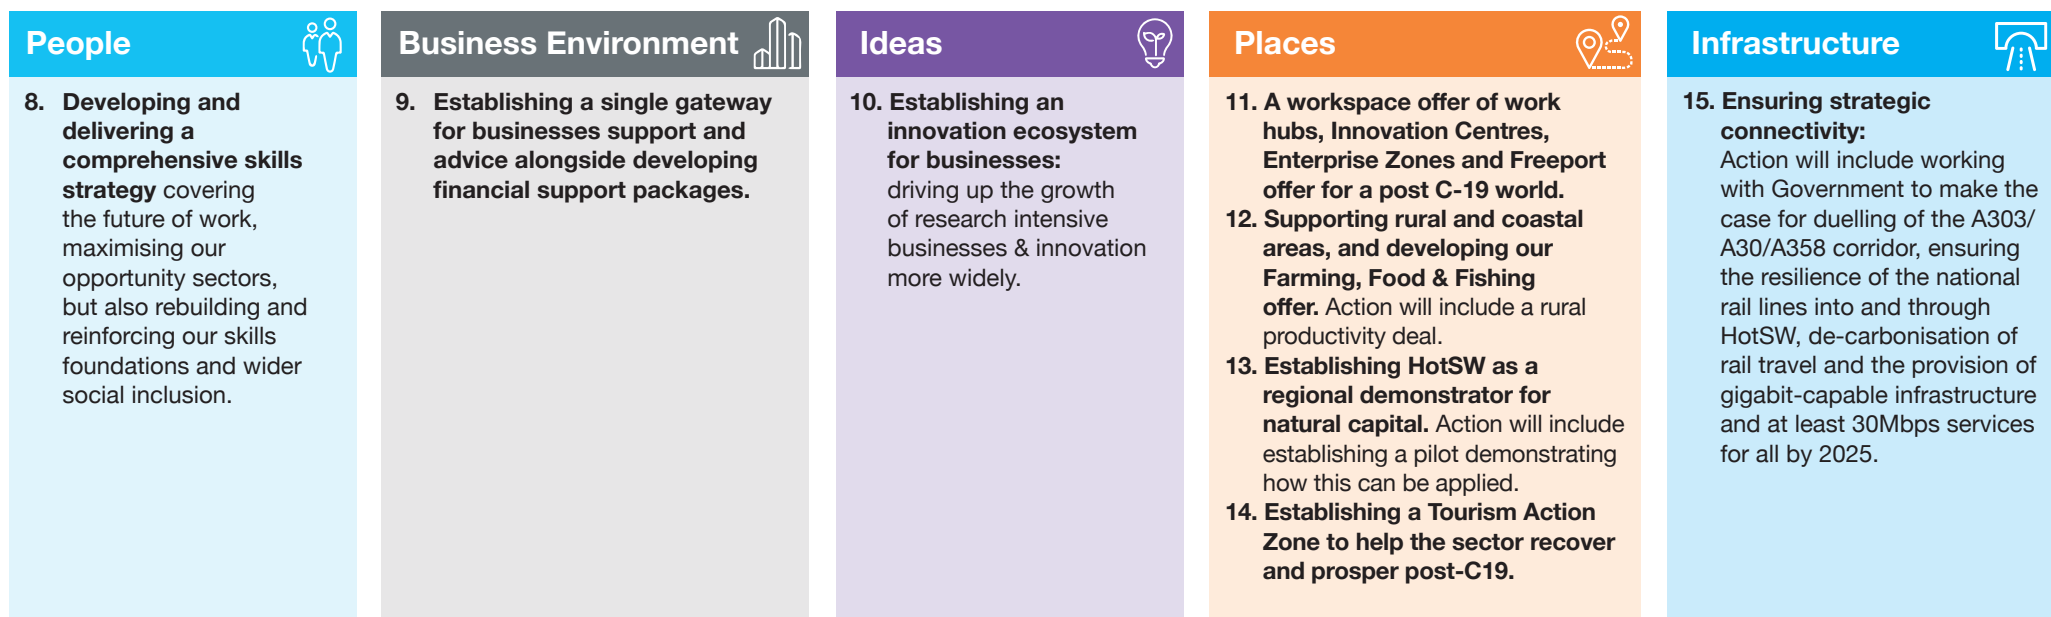 People
8. Developing and
delivering a
comprehensive skills
strategy covering
the future of work,
maximising our
opportunity sectors,
but also rebuilding and
reinforcing our skills
foundations and wider
social inclusion.
Business Environment
9. Establishing a single gateway
for businesses support and
advice alongside developing
financial support packages.
Ideas
10. Establishing an
innovation ecosystem
for businesses:
driving up the growth
of research intensive
businesses & innovation
more widely.
Places
11. A workspace offer of work
hubs, Innovation Centres,
Enterprise Zones and Freeport
offer for a post C-19 world.
12. Supporting rural and coastal
areas, and developing our
Farming, Food & Fishing
offer. Action will include a rural
productivity deal.
13. Establishing HotSW as a
regional demonstrator for
natural capital. Action will include
establishing a pilot demonstrating
how this can be applied.
14. Establishing a Tourism Action
Zone to help the sector recover
and prosper post-C19.
Infrastructure
15. Ensuring strategic
connectivity:
Action will include working
with Government to make the
case for duelling of the A303/
A30/A358 corridor, ensuring
the resilience of the national
rail lines into and through
HotSW, de-carbonisation of
rail travel and the provision of
gigabit-capable infrastructure
and at least 30Mbps services
for all by 2025.